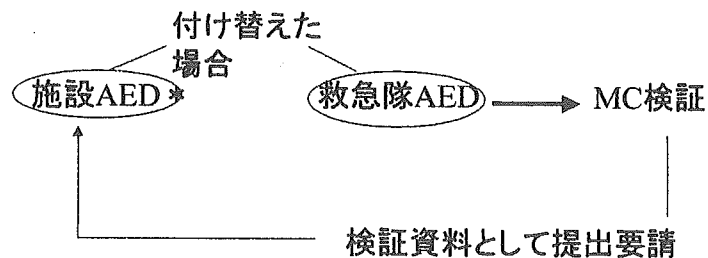 付け替えた
場合
施設AED*
救急隊AED
MC検証
検証資料として提出要請